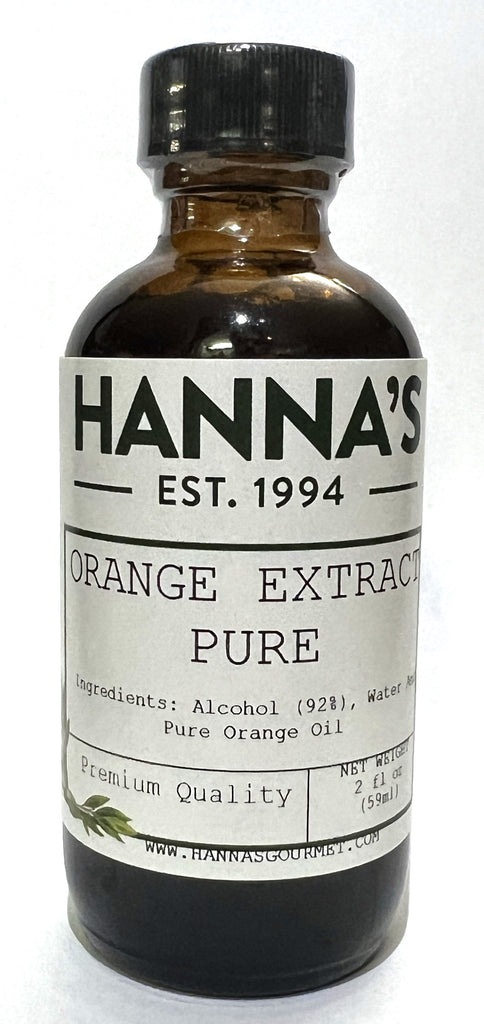 HANNA'S
EST. 1994
ORANGE EXTRACT
PURE
Ingredients: Alcohol (92%), Water
Pure Orange Oil
Premium Quality
NET WEIGHT
2 fl oz
(59ml)
WWW.HANNASGOURMET.COM